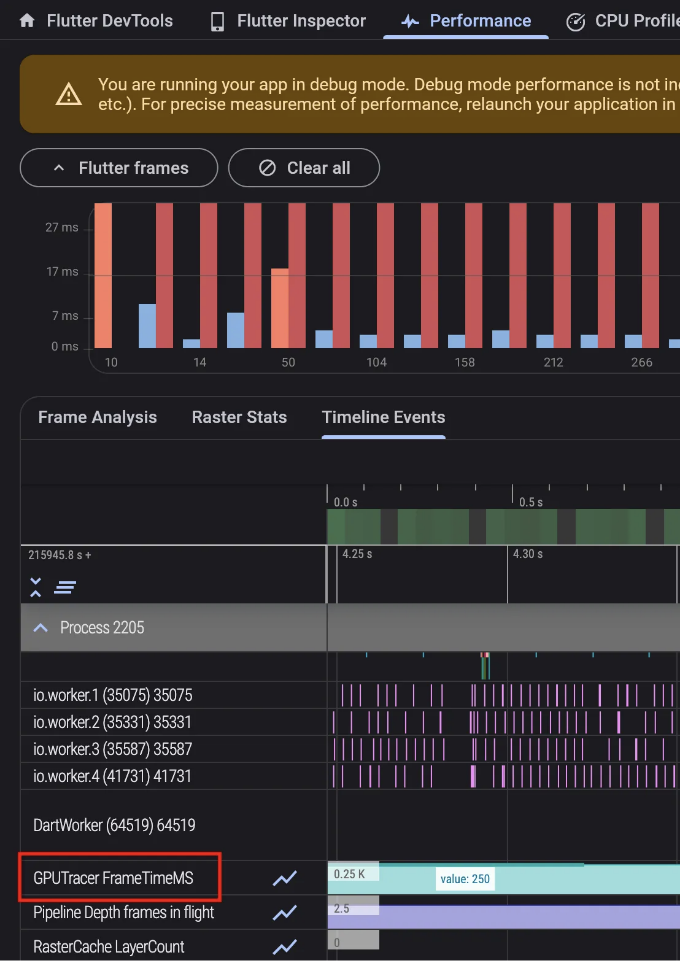 Flutter DevTools Flutter Inspector Performance CPU Profile
You are running your app in debug mode. Debug mode performance is not in
etc.). For precise measurement of performance, relaunch your application in
Flutter frames Clear all
27 ms
17 ms
7 ms
0 ms
10 14 50 104 158 212 266
Frame Analysis Raster Stats Timeline Events
0.0 s 0.5 s
215945.8 s + 4.25 s 4.30 s
Process 2205
io.worker.1 (35075) 35075
io.worker.2 (35331) 35331
io.worker.3 (35587) 35587
io.worker.4 (41731) 41731
DartWorker (64519) 64519
GPUTracer FrameTimeMS 0.25 K value: 250
Pipeline Depth frames in flight 2.5
RasterCache LayerCount 0